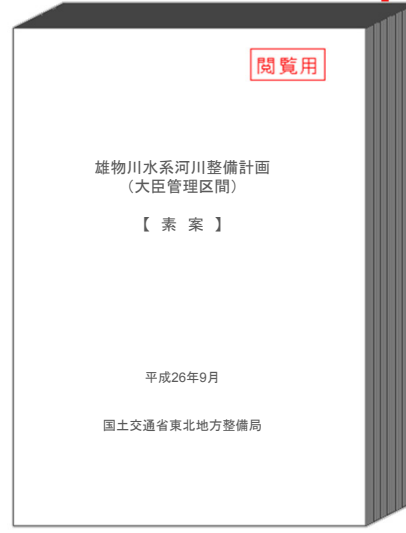 閲覧用
雄物川水系河川整備計画
（大臣管理区間）
【 素 案 】
平成26年9月
国土交通省東北地方整備局